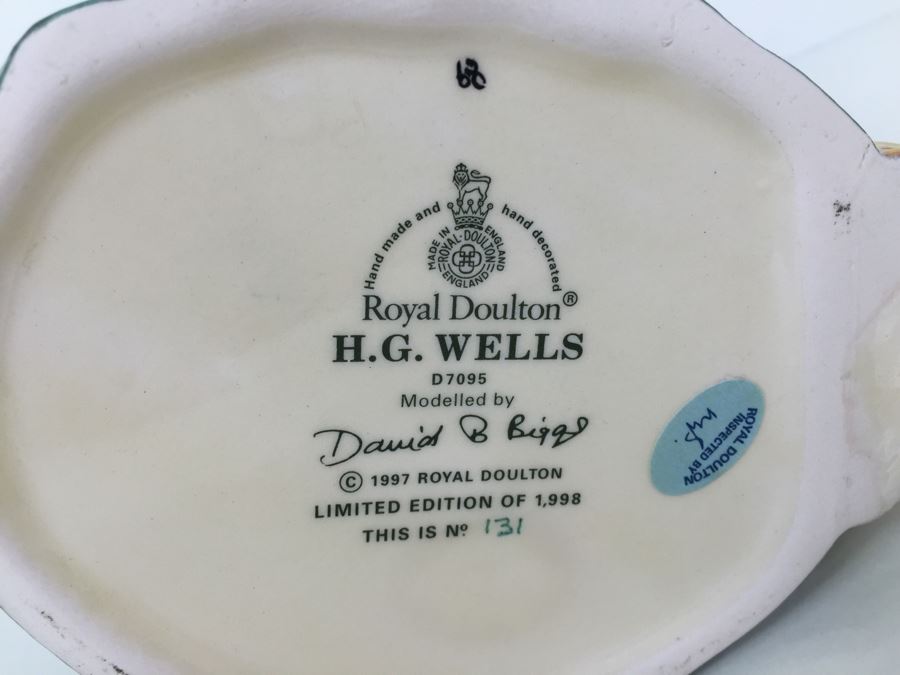 Hand made and hand decorated
MADE IN ENGLAND
ROYAL · DOULTON
ENGLAND
Royal Doulton®
H.G. WELLS
D7095
Modelled by
David B Biggs
© 1997 ROYAL DOULTON
LIMITED EDITION OF 1,998
THIS IS Nº 131
ROYAL DOULTON
INSPECTED BY